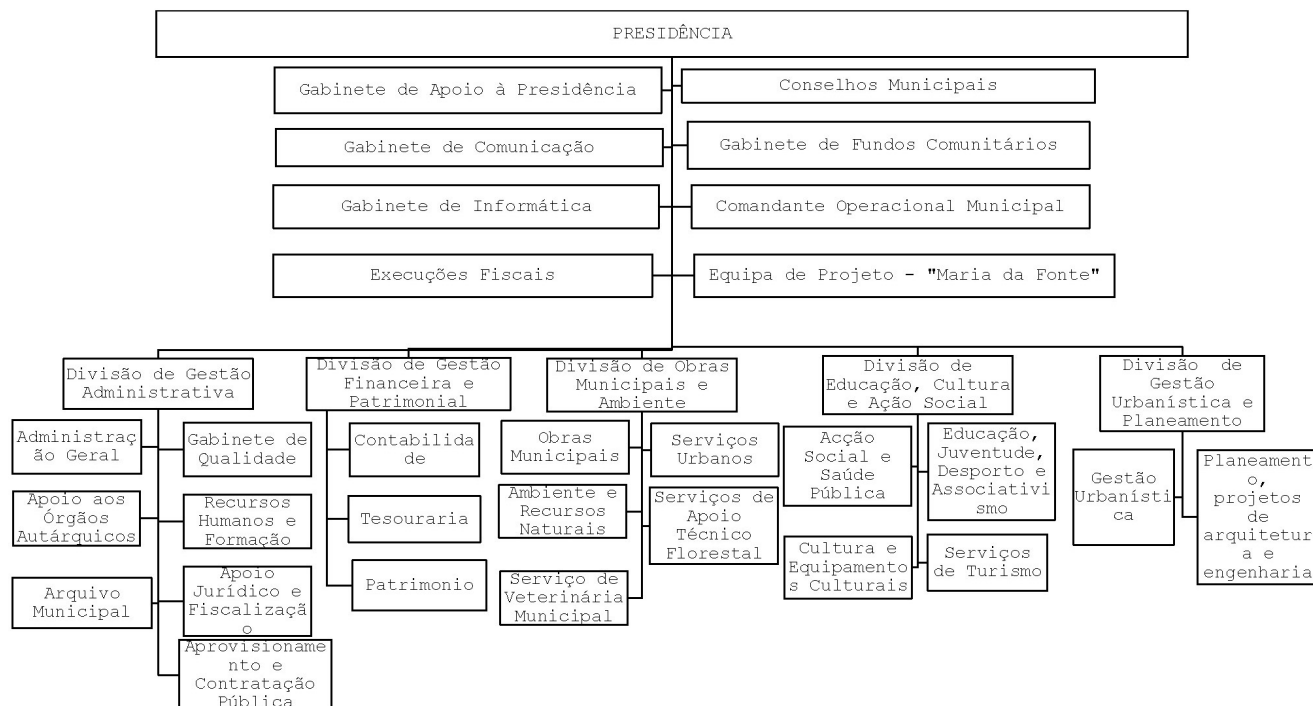 PRESIDÊNCIA
Gabinete de Apoio à Presidência
Conselhos Municipais
Gabinete de Comunicação
Gabinete de Fundos Comunitários
Gabinete de Informática
Comandante Operacional Municipal
Execuções Fiscais
Equipa de Projeto - "Maria da Fonte"
Divisão de Gestão
Administrativa
Divisão de Gestão
Financeira e
Patrimonial
Divisão de Obras
Municipais e
Ambiente
Divisão de
Educação, Cultura
e Ação Social
Divisão de
Gestão
Urbanística e
Planeamento
Administraç
ão Geral
Gabinete de
Qualidade
Apoio aos
Órgãos
Autárquicos
Recursos
Humanos e
Formação
Arquivo
Municipal
Apoio
Jurídico e
Fiscalizaçã
o
Aprovisioname
nto e
Contratação
Pública
Contabilida
de
Tesouraria
Patrimonio
Obras
Municipais
Serviços
Urbanos
Ambiente e
Recursos
Naturais
Serviços de
Apoio
Técnico
Florestal
Serviço de
Veterinária
Municipal
Acção
Social e
Saúde
Pública
Educação,
Juventude,
Desporto e
Associativi
smo
Cultura e
Equipamento
s Culturais
Serviços
de Turismo
Gestão
Urbanísti
ca
Planeament
o,
projetos
de
arquitetur
a e
engenharia